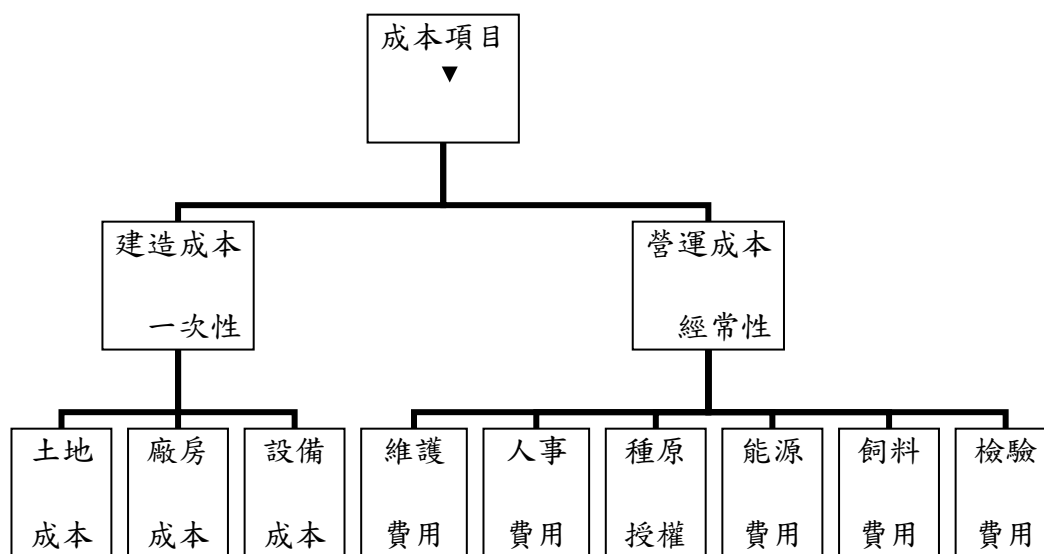 成本項目
▼
建造成本
一次性
營運成本
經常性
土地
成本
廠房
成本
設備
成本
維護
費用
人事
費用
種原
授權
能源
費用
飼料
費用
檢驗
費用